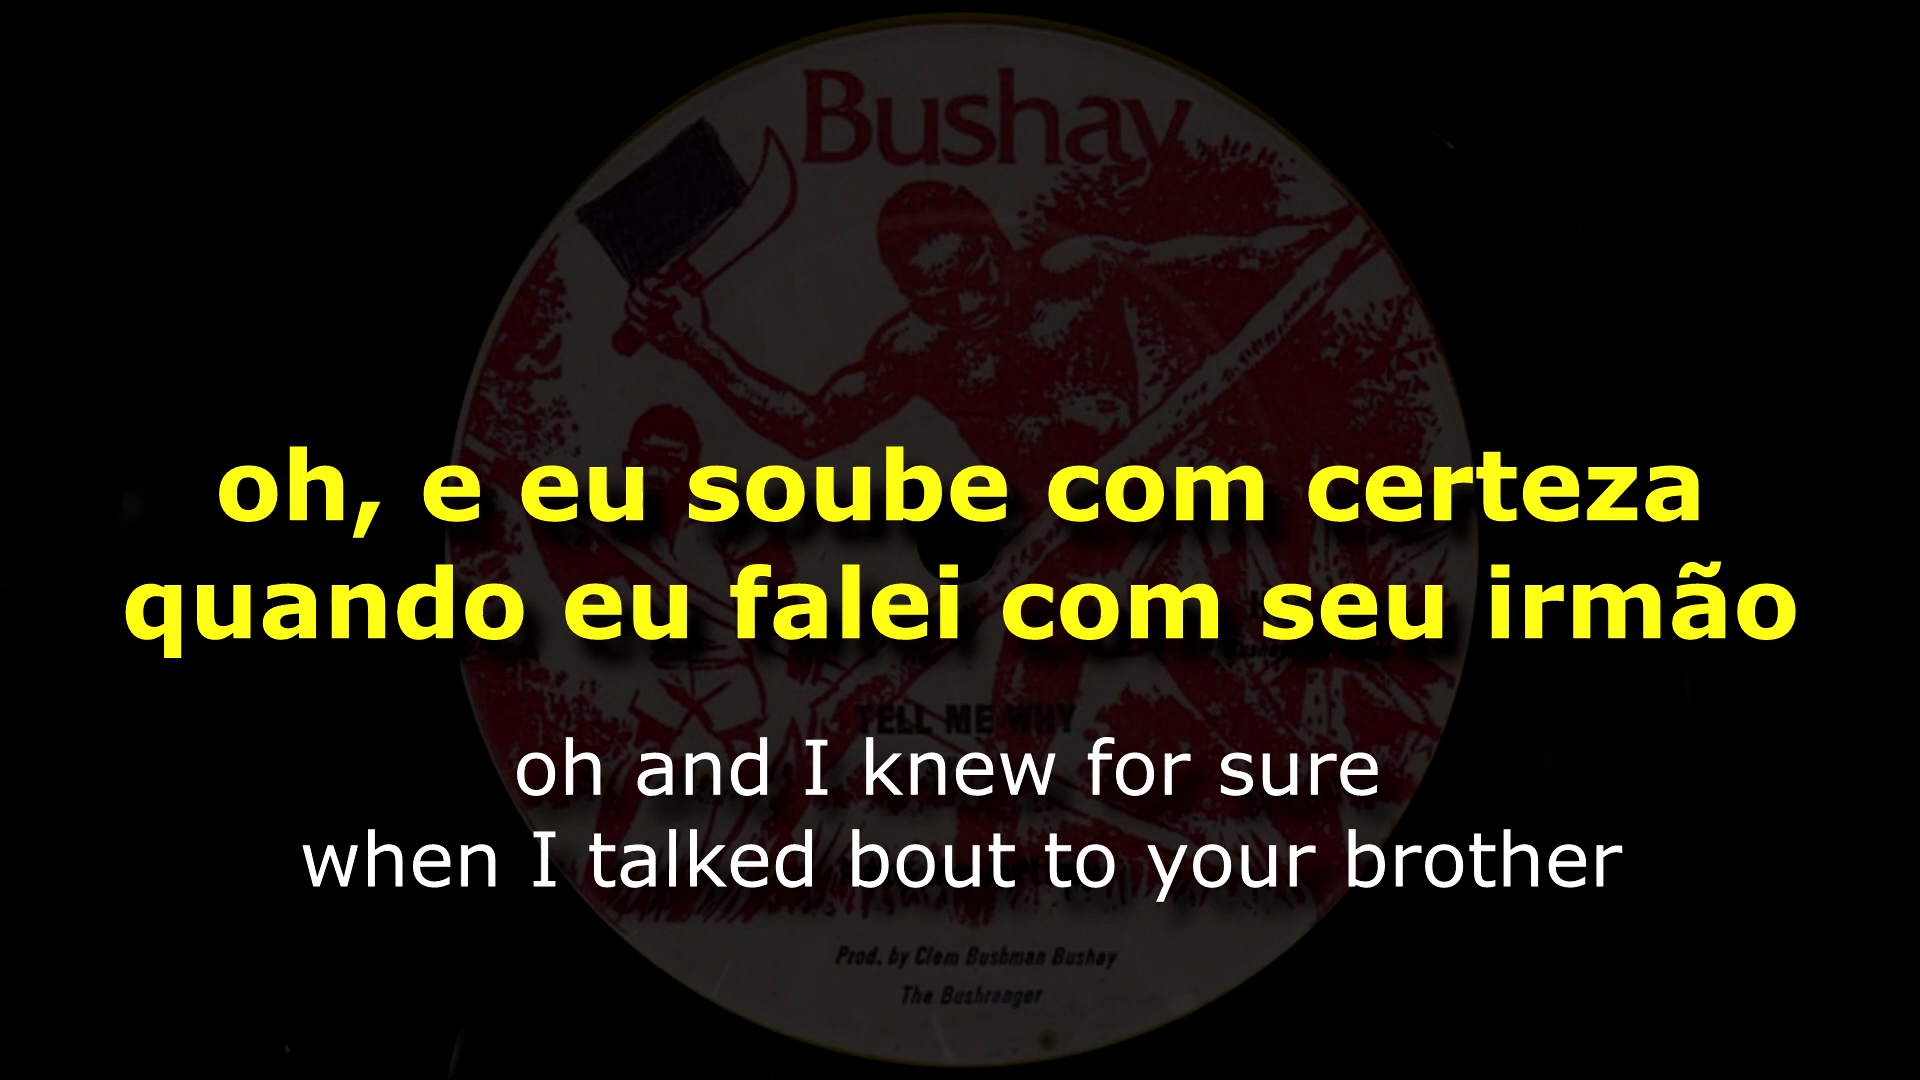 Bushay
oh, e eu soube com certeza
quando eu falei com seu irmão
TELL ME WHY
oh and I knew for sure
when I talked bout to your brother
Prod. by Clem Bushman Bushay
The Bushranger